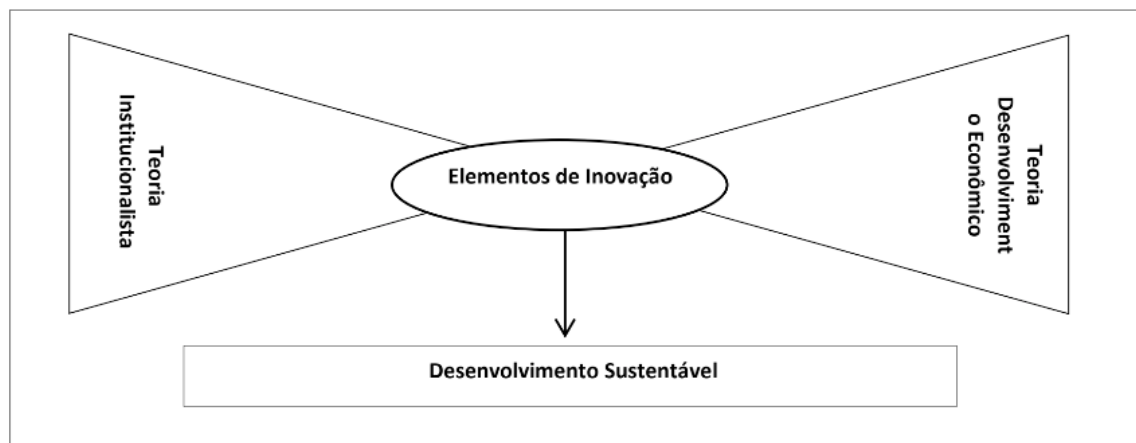 Teoria
Institucionalista
Elementos de Inovação
Teoria
Desenvolviment
o Econômico
Desenvolvimento Sustentável